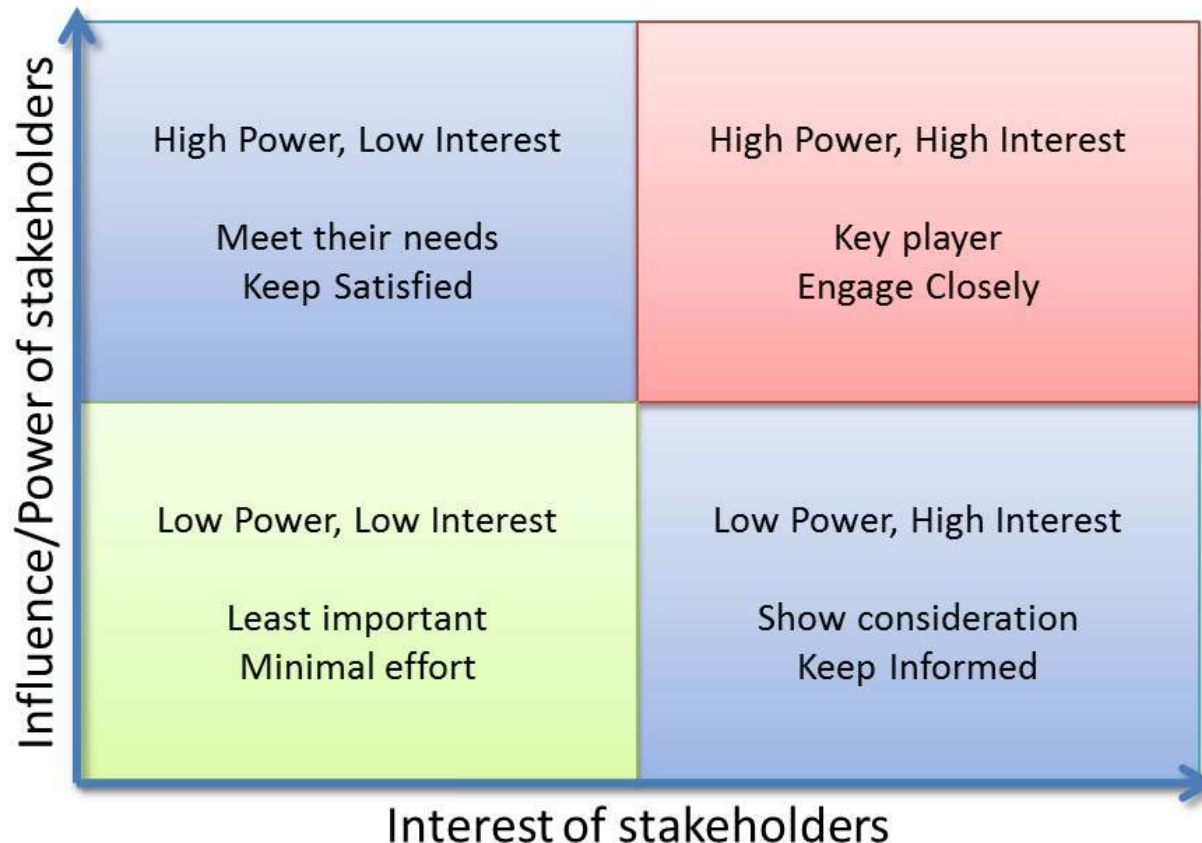 Influence/Power of stakeholders
High Power, Low Interest
Meet their needs
Keep Satisfied
High Power, High Interest
Key player
Engage Closely
Low Power, Low Interest
Least important
Minimal effort
Low Power, High Interest
Show consideration
Keep Informed
Interest of stakeholders